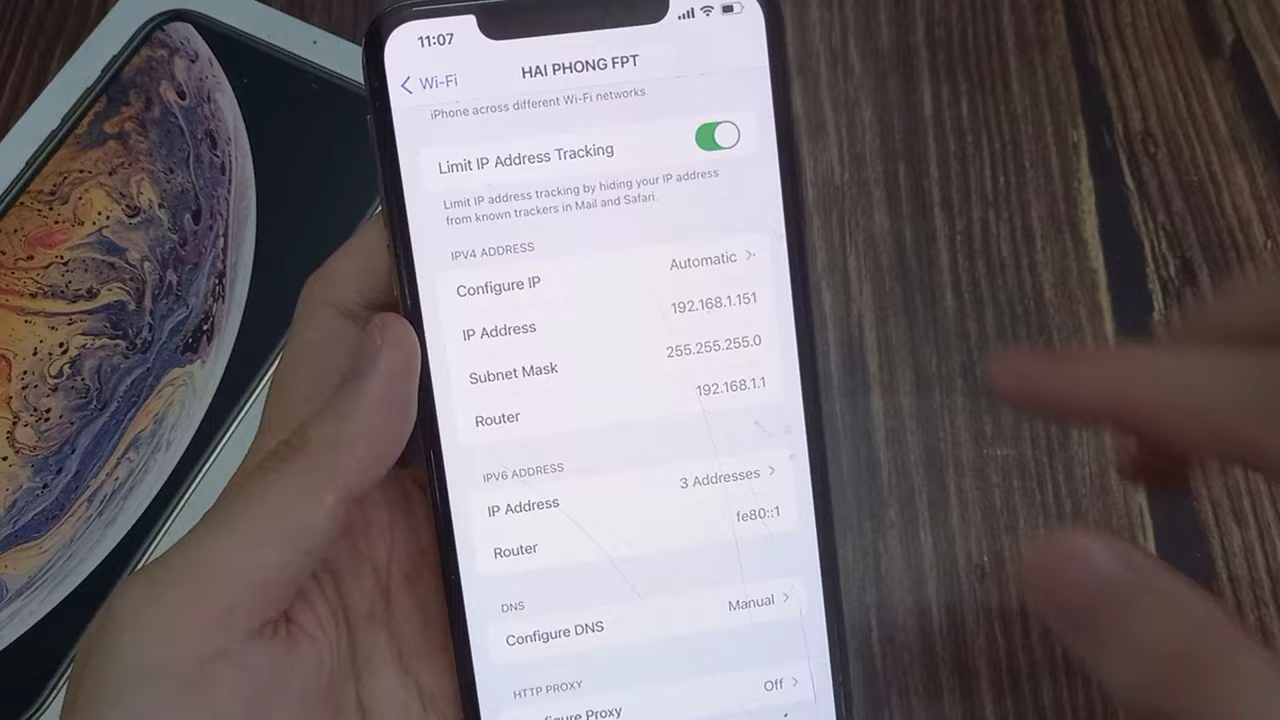 11:07
Wi-Fi
HAI PHONG FPT
iPhone across different Wi-Fi networks.
Limit IP Address Tracking
Limit IP address tracking by hiding your IP address
from known trackers in Mail and Safari.
IPV4 ADDRESS
Configure IP Automatic
IP Address 192.168.1.151
Subnet Mask 255.255.255.0
Router 192.168.1.1
IPV6 ADDRESS
IP Address 3 Addresses
Router fe80::1
DNS
Configure DNS Manual
HTTP PROXY
Configure Proxy Off